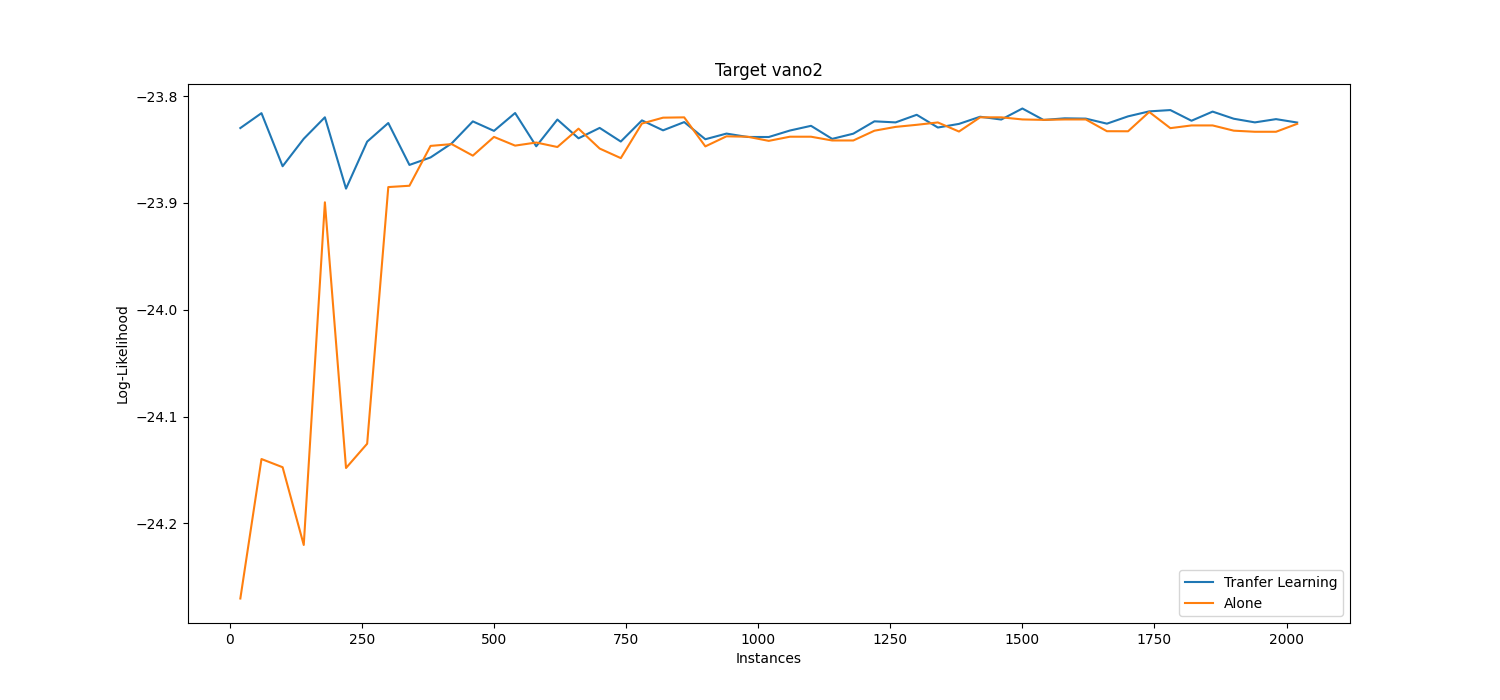 Target vano2
−23.8
−23.9
−24.0
−24.1
−24.2
Log-Likelihood
Tranfer Learning
Alone
0
250
500
750
1000
1250
1500
1750
2000
Instances